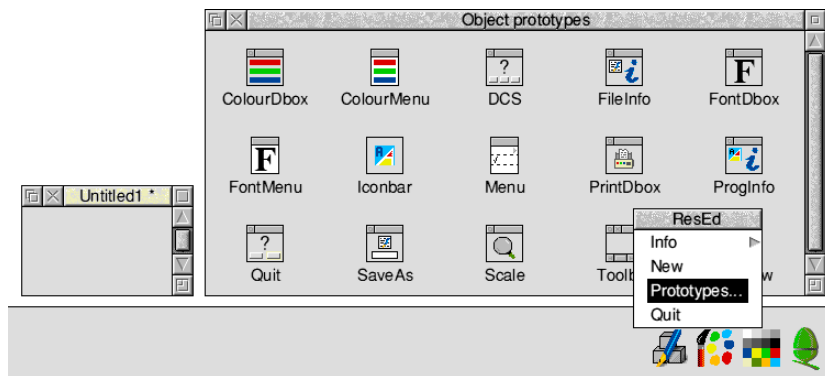 Object prototypes
ColourDbox ColourMenu DCS FileInfo FontDbox
FontMenu Iconbar Menu PrintDbox ProgInfo
Untitled1 *
Quit SaveAs Scale
ResEd
Info
New
Prototypes...
Quit